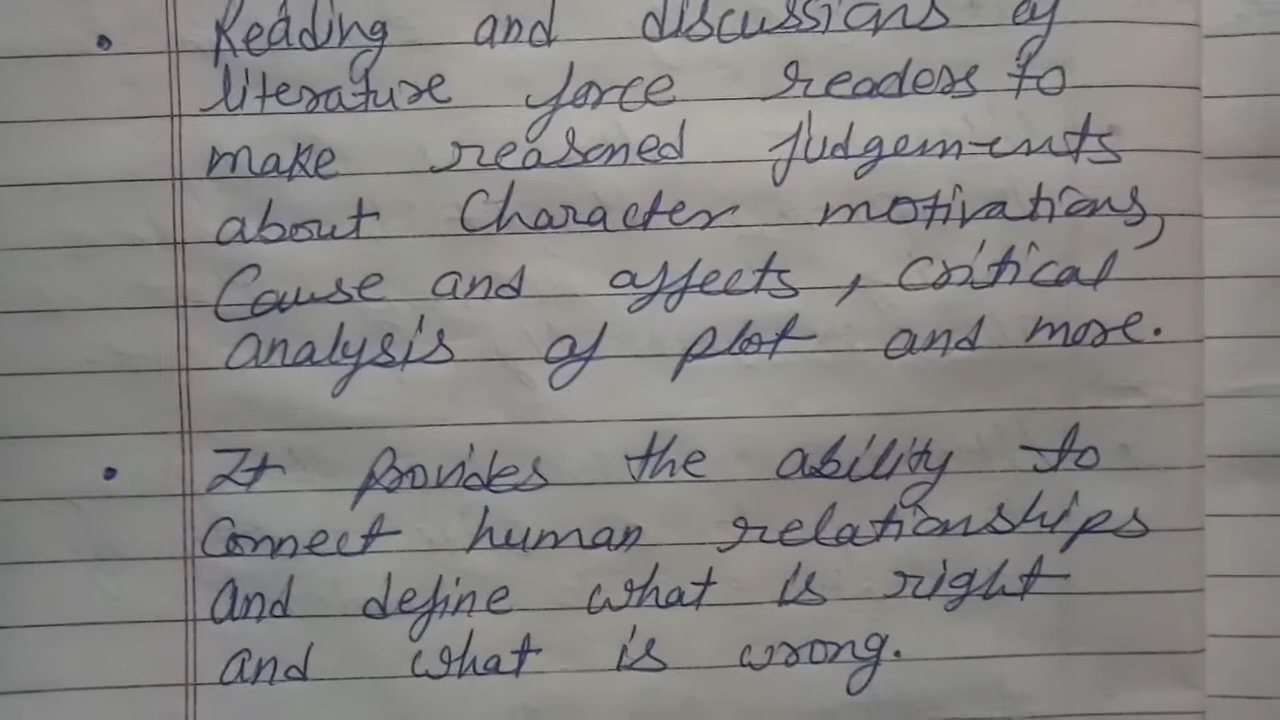 • Reading and discussions of
literature force readers to
make reasoned judgements
about Character motivations,
Cause and affects, critical
analysis of plot and more.
• It provides the ability to
Connect human relationships
and define what is right
and what is wrong.